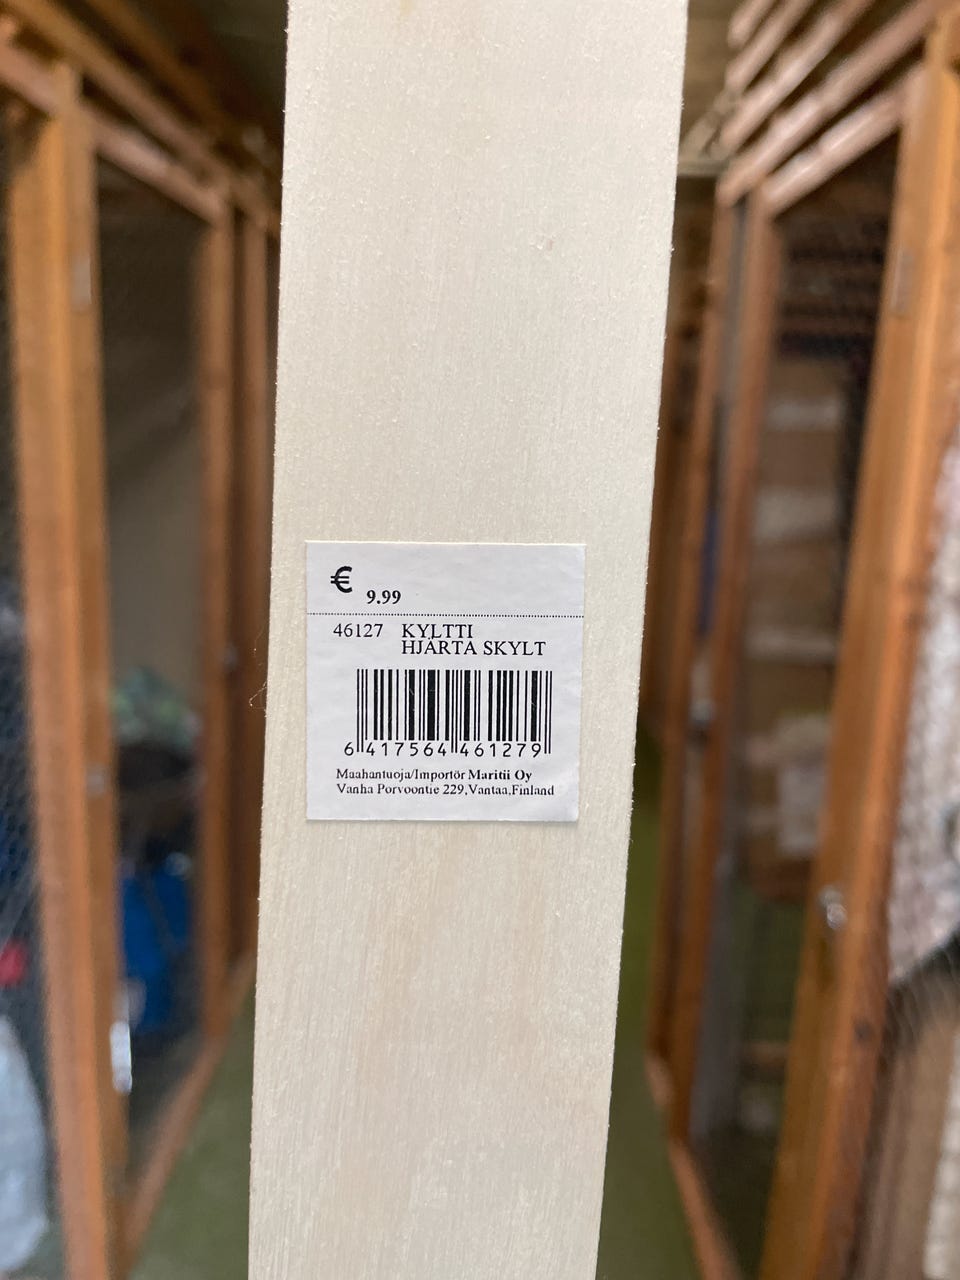 € 9.99
46127 KYLTTI
HJÄRTA SKYLT
6 417564 461279
Maahantuoja/Importör Maritii Oy
Vanha Porvoontie 229,Vantaa,Finland